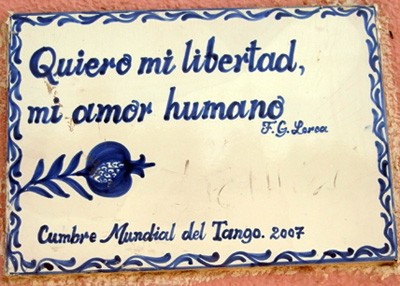 Quiero mi libertad,
mi amor humano
F. G. Lorca
Cumbre Mundial del Tango. 2007